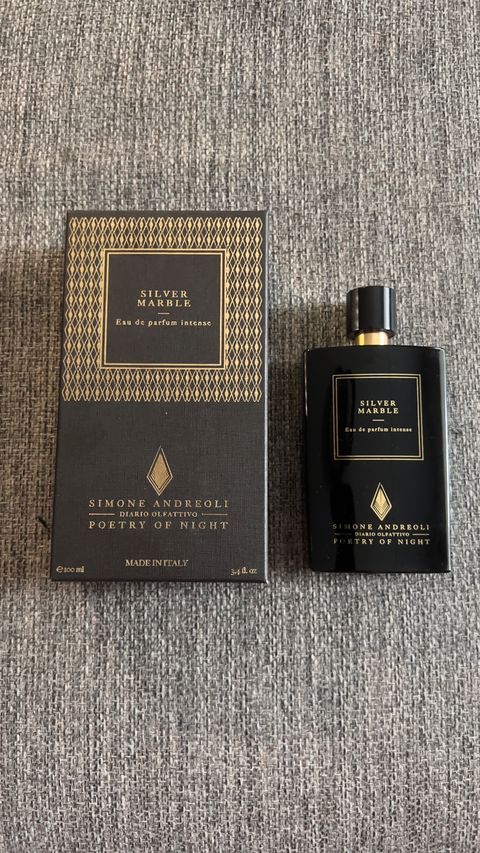 SILVER
MARBLE
Eau de parfum intense
SIMONE ANDREOLI
DIARIO OLFATTIVO
POETRY OF NIGHT
MADE IN ITALY
℮ 100 ml
3,4 fl. oz
SILVER
MARBLE
Eau de parfum intense
SIMONE ANDREOLI
DIARIO OLFATTIVO
POETRY OF NIGHT